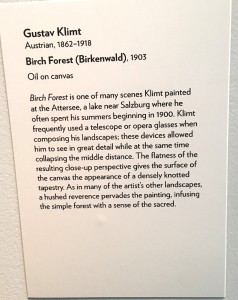 Gustav Klimt
Austrian, 1862–1918
Birch Forest (Birkenwald), 1903
Oil on canvas
Birch Forest is one of many scenes Klimt painted
at the Attersee, a lake near Salzburg where he
often spent his summers beginning in 1900. Klimt
frequently used a telescope or opera glasses when
composing his landscapes; these devices allowed
him to see in great detail while at the same time
collapsing the middle distance. The flatness of the
resulting close-up perspective gives the surface of
the canvas the appearance of a densely knotted
tapestry. As in many of the artist's other landscapes,
a hushed reverence pervades the painting, infusing
the simple forest with a sense of the sacred.